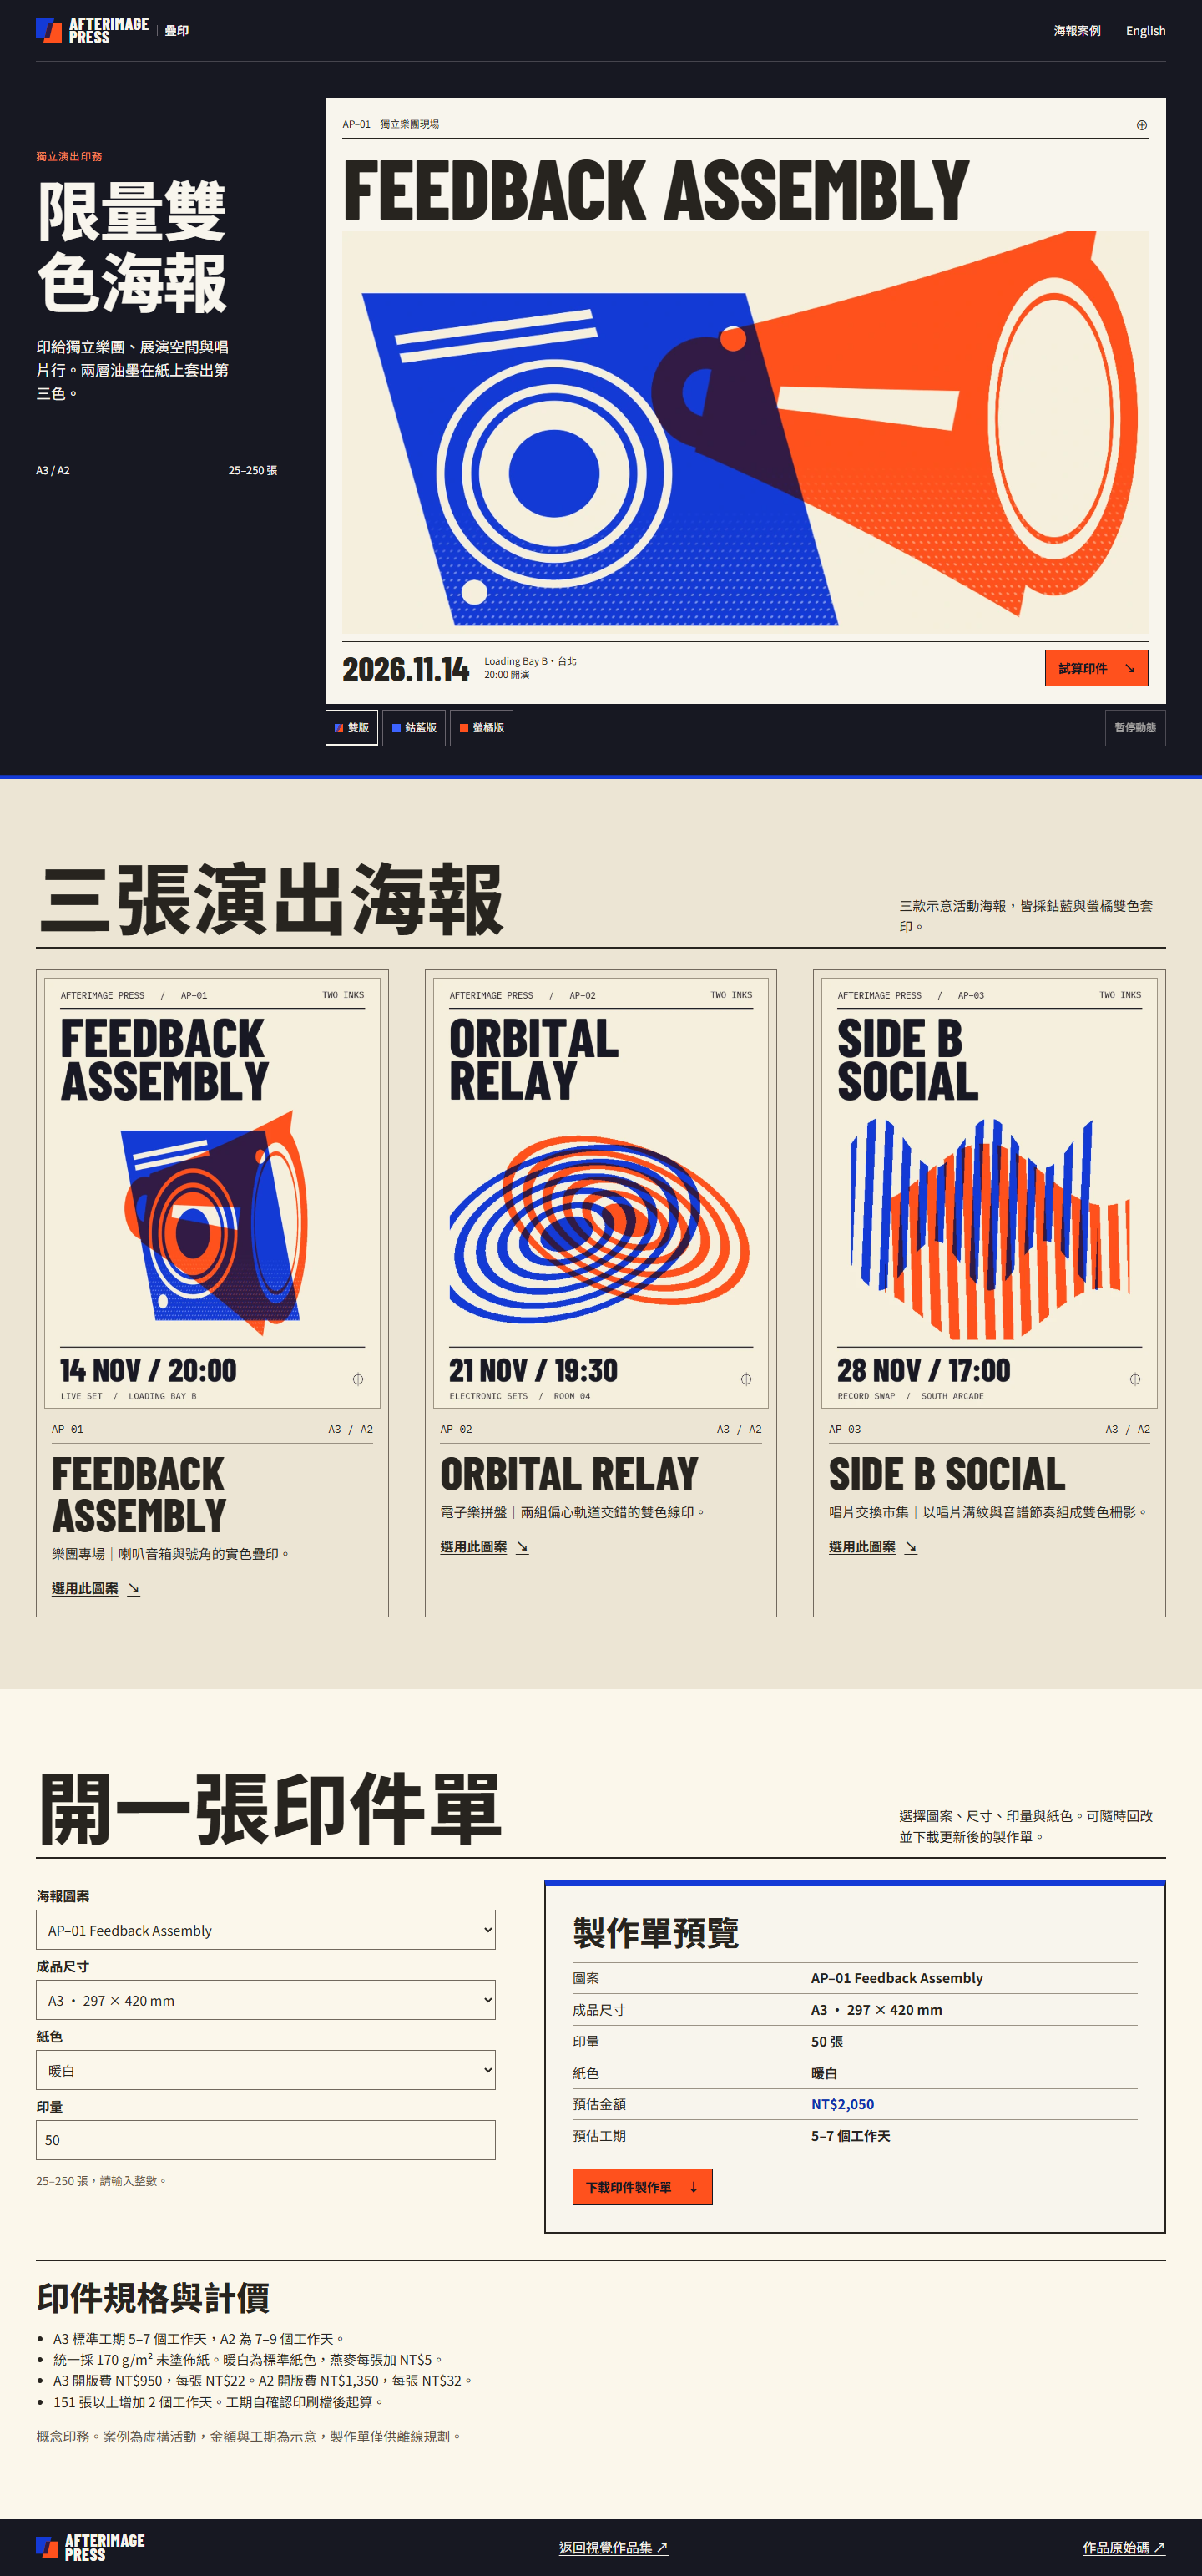 AFTERIMAGE
PRESS
疊印
海報案例
English
獨立演出印務
限量雙
色海報
印給獨立樂團、展演空間與唱
片行。兩層油墨在紙上套出第
三色。
A3 / A2
25–250 張
AP–01 獨立樂團現場
FEEDBACK ASSEMBLY
2026.11.14
Loading Bay B・台北
20:00 開演
試算印件 ↘
雙版
鈷藍版
螢橘版
暫停動態
三張演出海報
三款示意活動海報，皆採鈷藍與螢橘雙色套
印。
AFTERIMAGE PRESS / AP–01
TWO INKS
FEEDBACK
ASSEMBLY
14 NOV / 20:00
LIVE SET / LOADING BAY B
AP–01
A3 / A2
FEEDBACK
ASSEMBLY
樂團專場｜喇叭音箱與號角的實色疊印。
選用此圖案 ↘
AFTERIMAGE PRESS / AP–02
TWO INKS
ORBITAL
RELAY
21 NOV / 19:30
ELECTRONIC SETS / ROOM 04
AP–02
A3 / A2
ORBITAL RELAY
電子樂拼盤｜兩組偏心軌道交錯的雙色線印。
選用此圖案 ↘
AFTERIMAGE PRESS / AP–03
TWO INKS
SIDE B
SOCIAL
28 NOV / 17:00
RECORD SWAP / SOUTH ARCADE
AP–03
A3 / A2
SIDE B SOCIAL
唱片交換市集｜以唱片溝紋與音譜節奏組成雙色柵影。
選用此圖案 ↘
開一張印件單
選擇圖案、尺寸、印量與紙色。可隨時回改
並下載更新後的製作單。
海報圖案
AP–01 Feedback Assembly
成品尺寸
A3 ・ 297 × 420 mm
紙色
暖白
印量
50
25–250 張，請輸入整數。
製作單預覽
圖案 AP–01 Feedback Assembly
成品尺寸 A3 ・ 297 × 420 mm
印量 50 張
紙色 暖白
預估金額 NT$2,050
預估工期 5–7 個工作天
下載印件製作單 ↓
印件規格與計價
• A3 標準工期 5–7 個工作天，A2 為 7–9 個工作天。
• 統一採 170 g/m² 未塗佈紙。暖白為標準紙色，燕麥每張加 NT$5。
• A3 開版費 NT$950，每張 NT$22。A2 開版費 NT$1,350，每張 NT$32。
• 151 張以上增加 2 個工作天。工期自確認印刷檔後起算。
概念印務。案例為虛構活動，金額與工期為示意，製作單僅供離線規劃。
AFTERIMAGE
PRESS
返回視覺作品集 ↗
作品原始碼 ↗